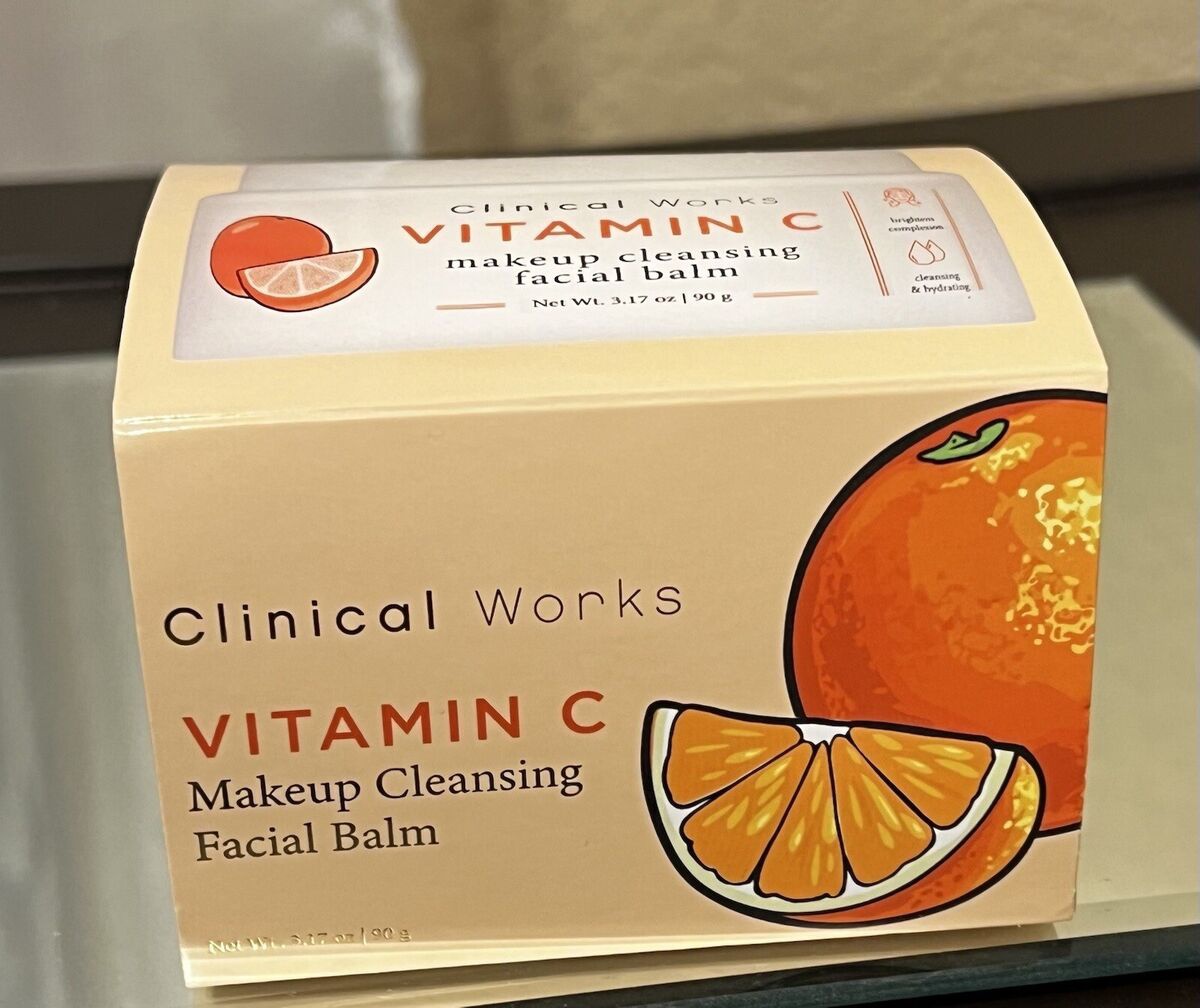 Clinical Works
VITAMIN C
makeup cleansing
facial balm
Net Wt. 3.17 oz | 90 g
brightens
complexion
cleansing
& hydrating
Clinical Works
VITAMIN C
Makeup Cleansing
Facial Balm
Net Wt. 3.17 oz | 90 g